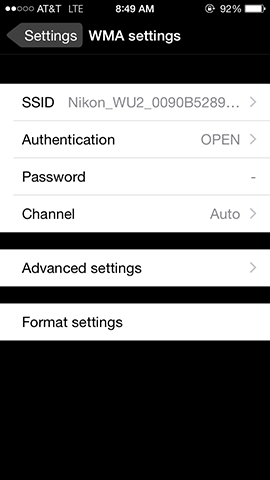 AT&T LTE 8:49 AM 92%
Settings WMA settings
SSID Nikon_WU2_0090B5289...
Authentication OPEN
Password -
Channel Auto
Advanced settings
Format settings